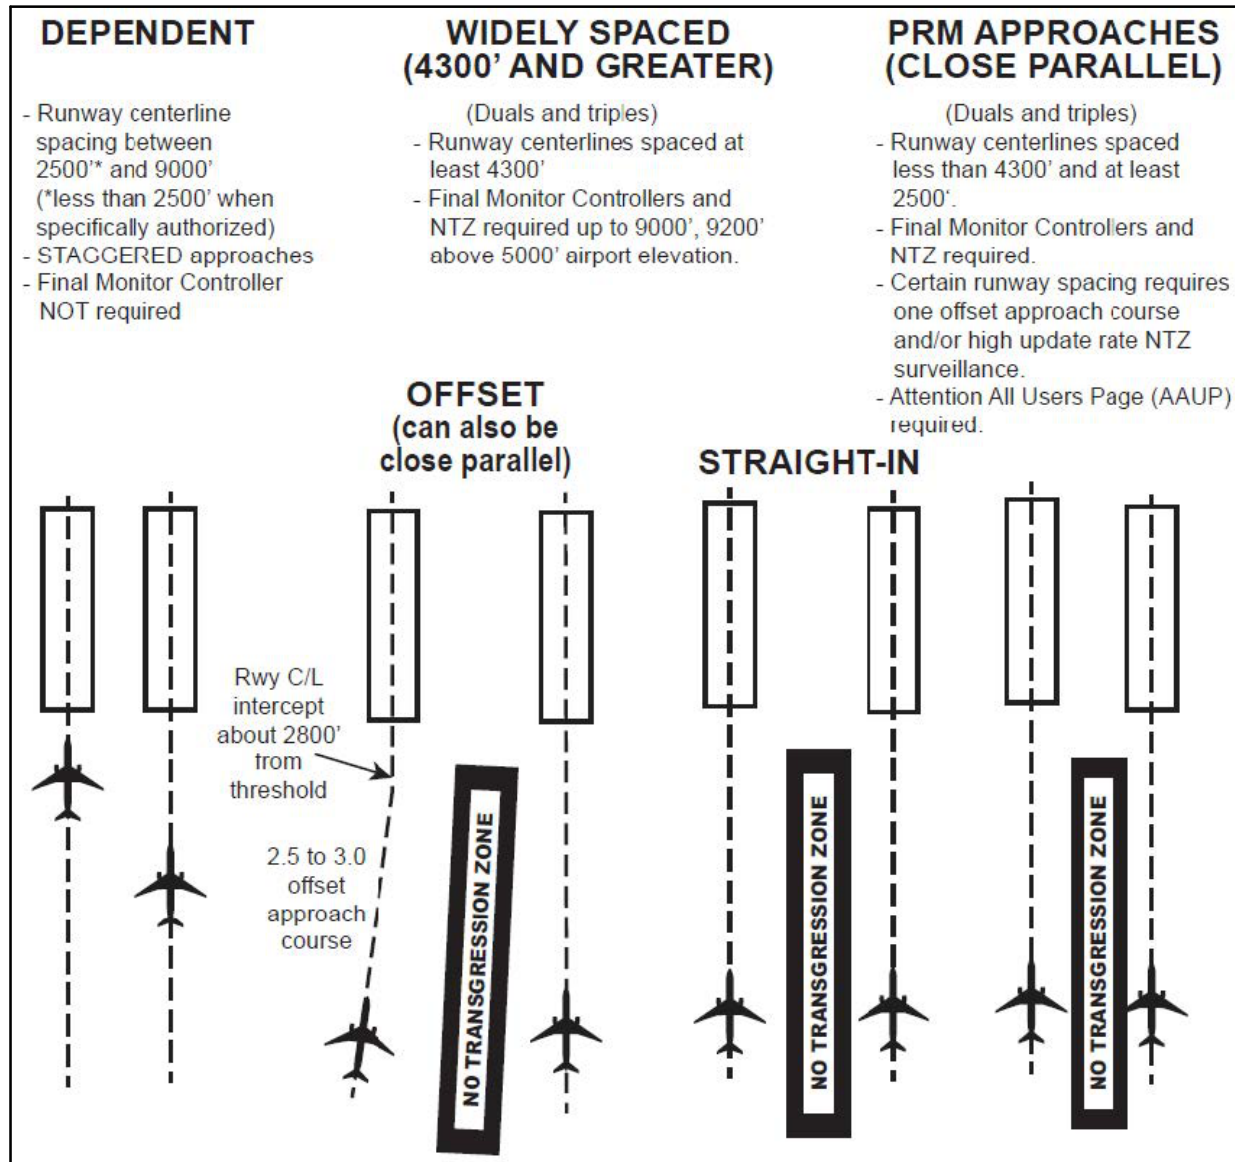 DEPENDENT
- Runway centerline
spacing between
2500'* and 9000'
(*less than 2500' when
specifically authorized)
- STAGGERED approaches
- Final Monitor Controller
NOT required
WIDELY SPACED
(4300' AND GREATER)
(Duals and triples)
- Runway centerlines spaced at
least 4300'
- Final Monitor Controllers and
NTZ required up to 9000', 9200'
above 5000' airport elevation.
PRM APPROACHES
(CLOSE PARALLEL)
(Duals and triples)
- Runway centerlines spaced
less than 4300' and at least
2500'.
- Final Monitor Controllers and
NTZ required.
- Certain runway spacing requires
one offset approach course
and/or high update rate NTZ
surveillance.
- Attention All Users Page (AAUP)
required.
OFFSET
(can also be
close parallel)
STRAIGHT-IN
Rwy C/L
intercept
about 2800'
trom
threshold
2.5 to 3.0
offset
approach
course
NO TRANSGRESSION ZONE
NO TRANSGRESSION ZONE
NO TRANSGRESSION ZONE